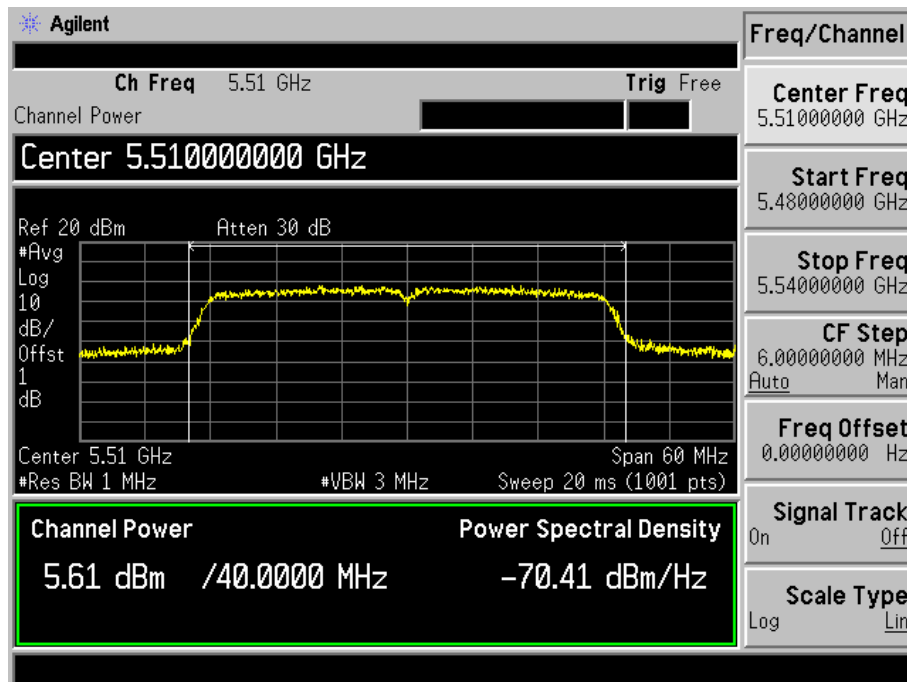 Agilent
Freq/Channel
Ch Freq 5.51 GHz Trig Free
Channel Power
Center 5.510000000 GHz
Ref 20 dBm Atten 30 dB
#Avg
Log
10
dB/
Offst
1
dB
Center 5.51 GHz Span 60 MHz
#Res BW 1 MHz #VBW 3 MHz Sweep 20 ms (1001 pts)
Channel Power Power Spectral Density
5.61 dBm /40.0000 MHz -70.41 dBm/Hz
Center Freq
5.51000000 GHz
Start Freq
5.48000000 GHz
Stop Freq
5.54000000 GHz
CF Step
6.00000000 MHz
Auto Man
Freq Offset
0.00000000 Hz
Signal Track
On Off
Scale Type
Log Lin